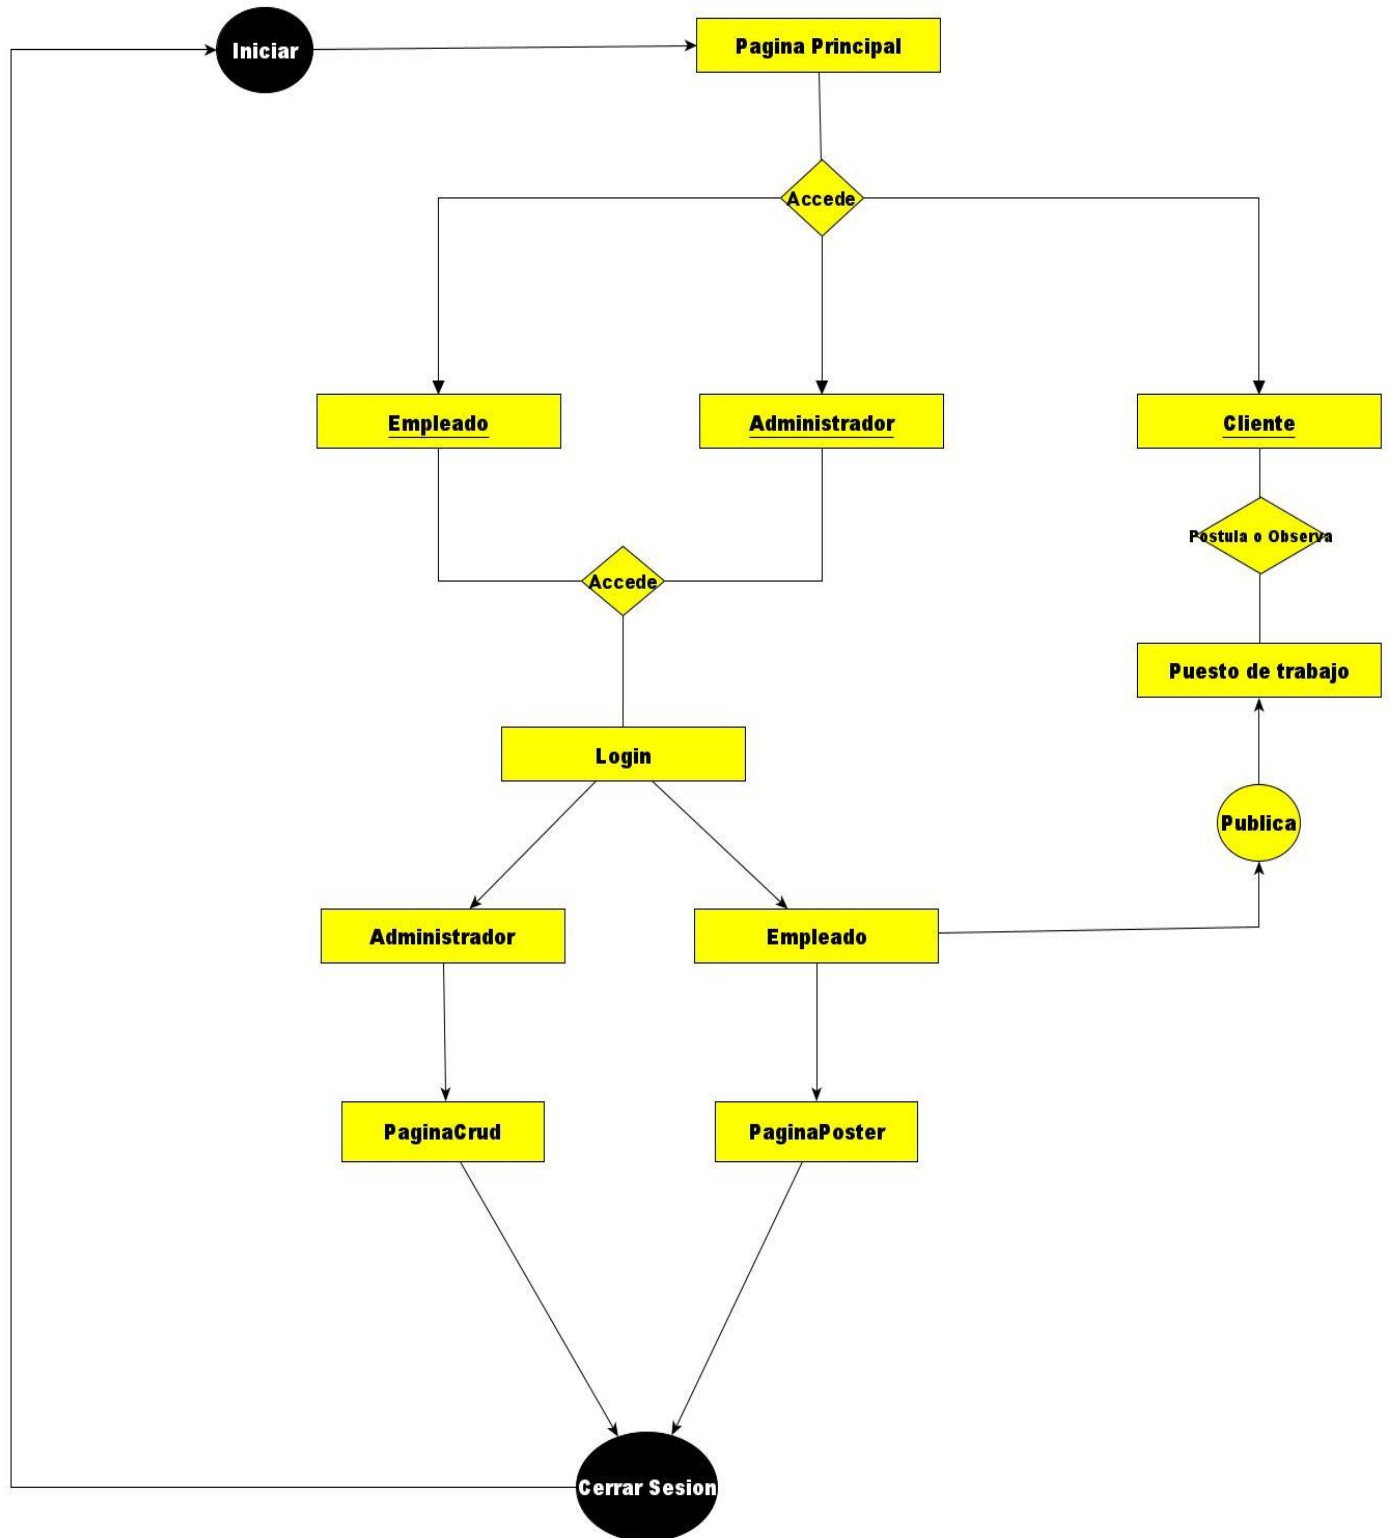 Iniciar
Pagina Principal
Accede
Empleado
Administrador
Cliente
Postula o Observa
Accede
Puesto de trabajo
Login
Publica
Administrador
Empleado
PaginaCrud
PaginaPoster
Cerrar Sesion